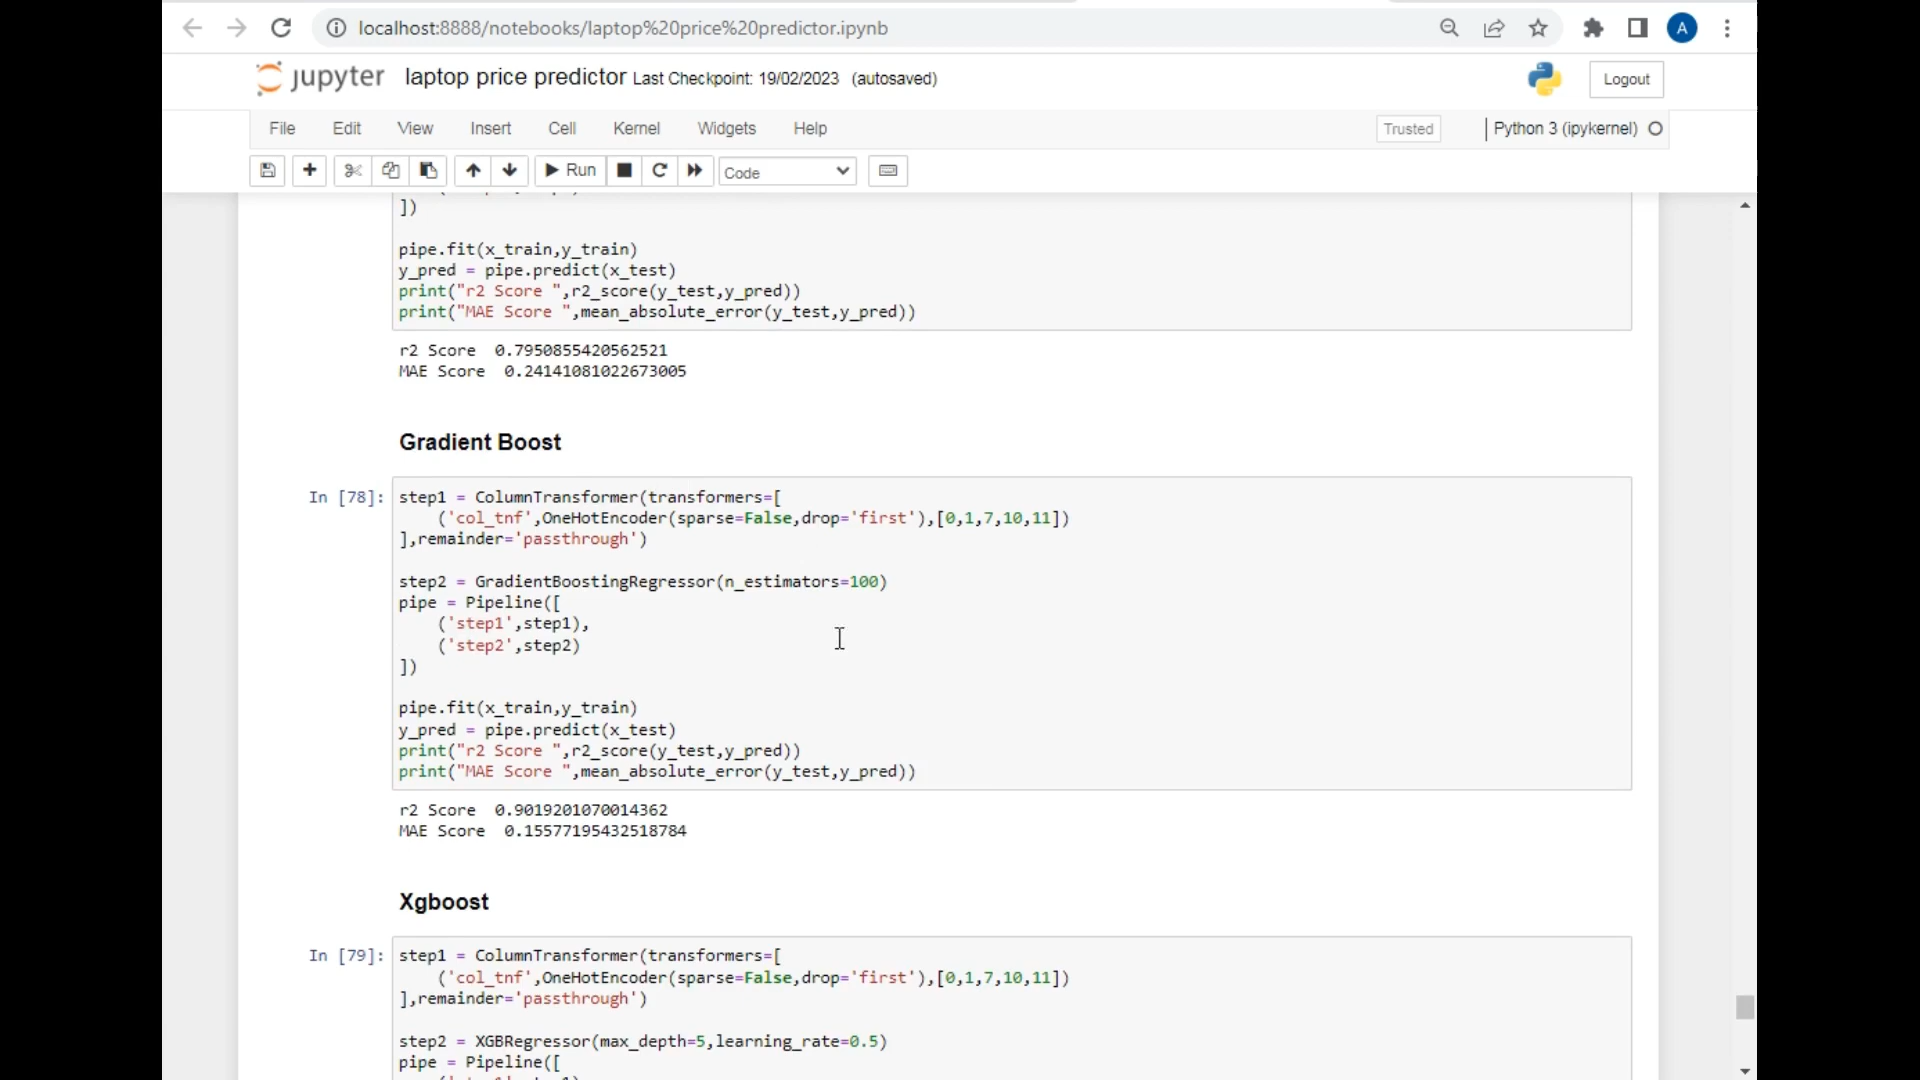 localhost:8888/notebooks/laptop%20price%20predictor.ipynb
A
jupyter laptop price predictor Last Checkpoint: 19/02/2023 (autosaved)
Logout
File Edit View Insert Cell Kernel Widgets Help
Trusted Python 3 (ipykernel)
Run Code
])
pipe.fit(x_train,y_train)
y_pred = pipe.predict(x_test)
print("r2 Score ",r2_score(y_test,y_pred))
print("MAE Score ",mean_absolute_error(y_test,y_pred))
r2 Score  0.7950855420562521
MAE Score  0.24141081022673005
Gradient Boost
In [78]: step1 = ColumnTransformer(transformers=[
('col_tnf',OneHotEncoder(sparse=False,drop='first'),[0,1,7,10,11])
],remainder='passthrough')
step2 = GradientBoostingRegressor(n_estimators=100)
pipe = Pipeline([
('step1',step1),
('step2',step2)
])
pipe.fit(x_train,y_train)
y_pred = pipe.predict(x_test)
print("r2 Score ",r2_score(y_test,y_pred))
print("MAE Score ",mean_absolute_error(y_test,y_pred))
r2 Score  0.9019201070014362
MAE Score  0.15577195432518784
Xgboost
In [79]: step1 = ColumnTransformer(transformers=[
('col_tnf',OneHotEncoder(sparse=False,drop='first'),[0,1,7,10,11])
],remainder='passthrough')
step2 = XGBRegressor(max_depth=5,learning_rate=0.5)
pipe = Pipeline([